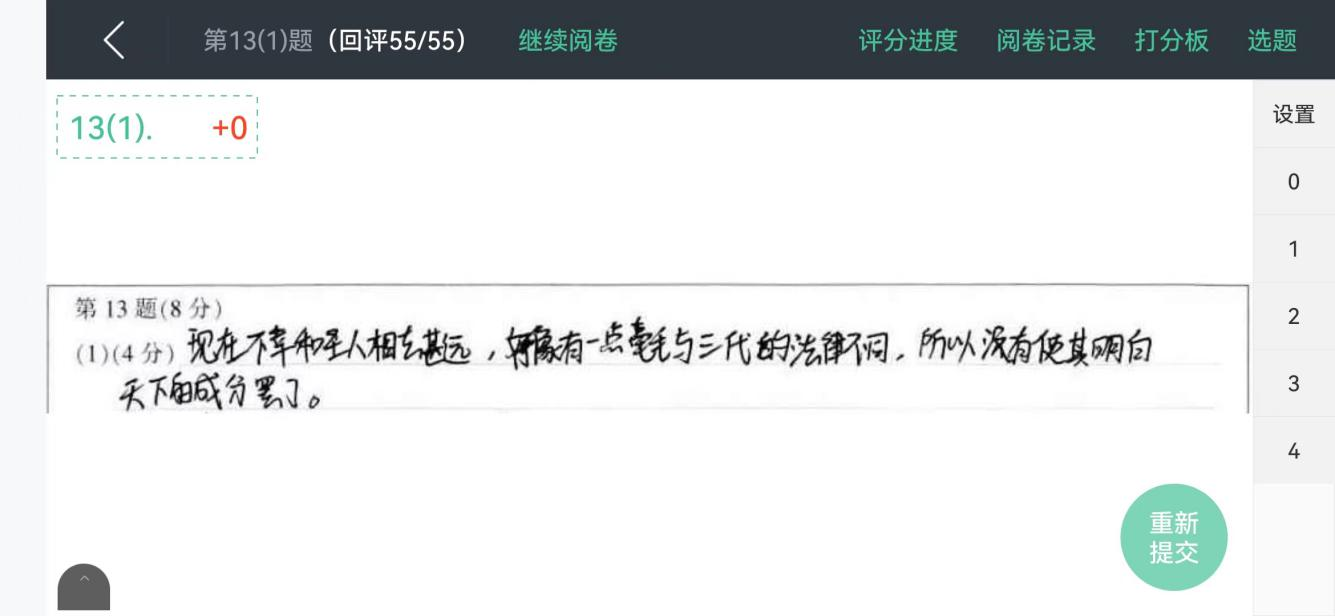 第13(1)题（回评55/55） 继续阅卷 评分进度 阅卷记录 打分板 选题
13(1). +0
设置
0
1
2
3
4
第 13 题(8 分)
(1)(4 分) 现在不幸和圣人相去甚远，好像有一点毫毛与三代的法律不同，所以没有使其明白
天下的成分罢了。
重新
提交